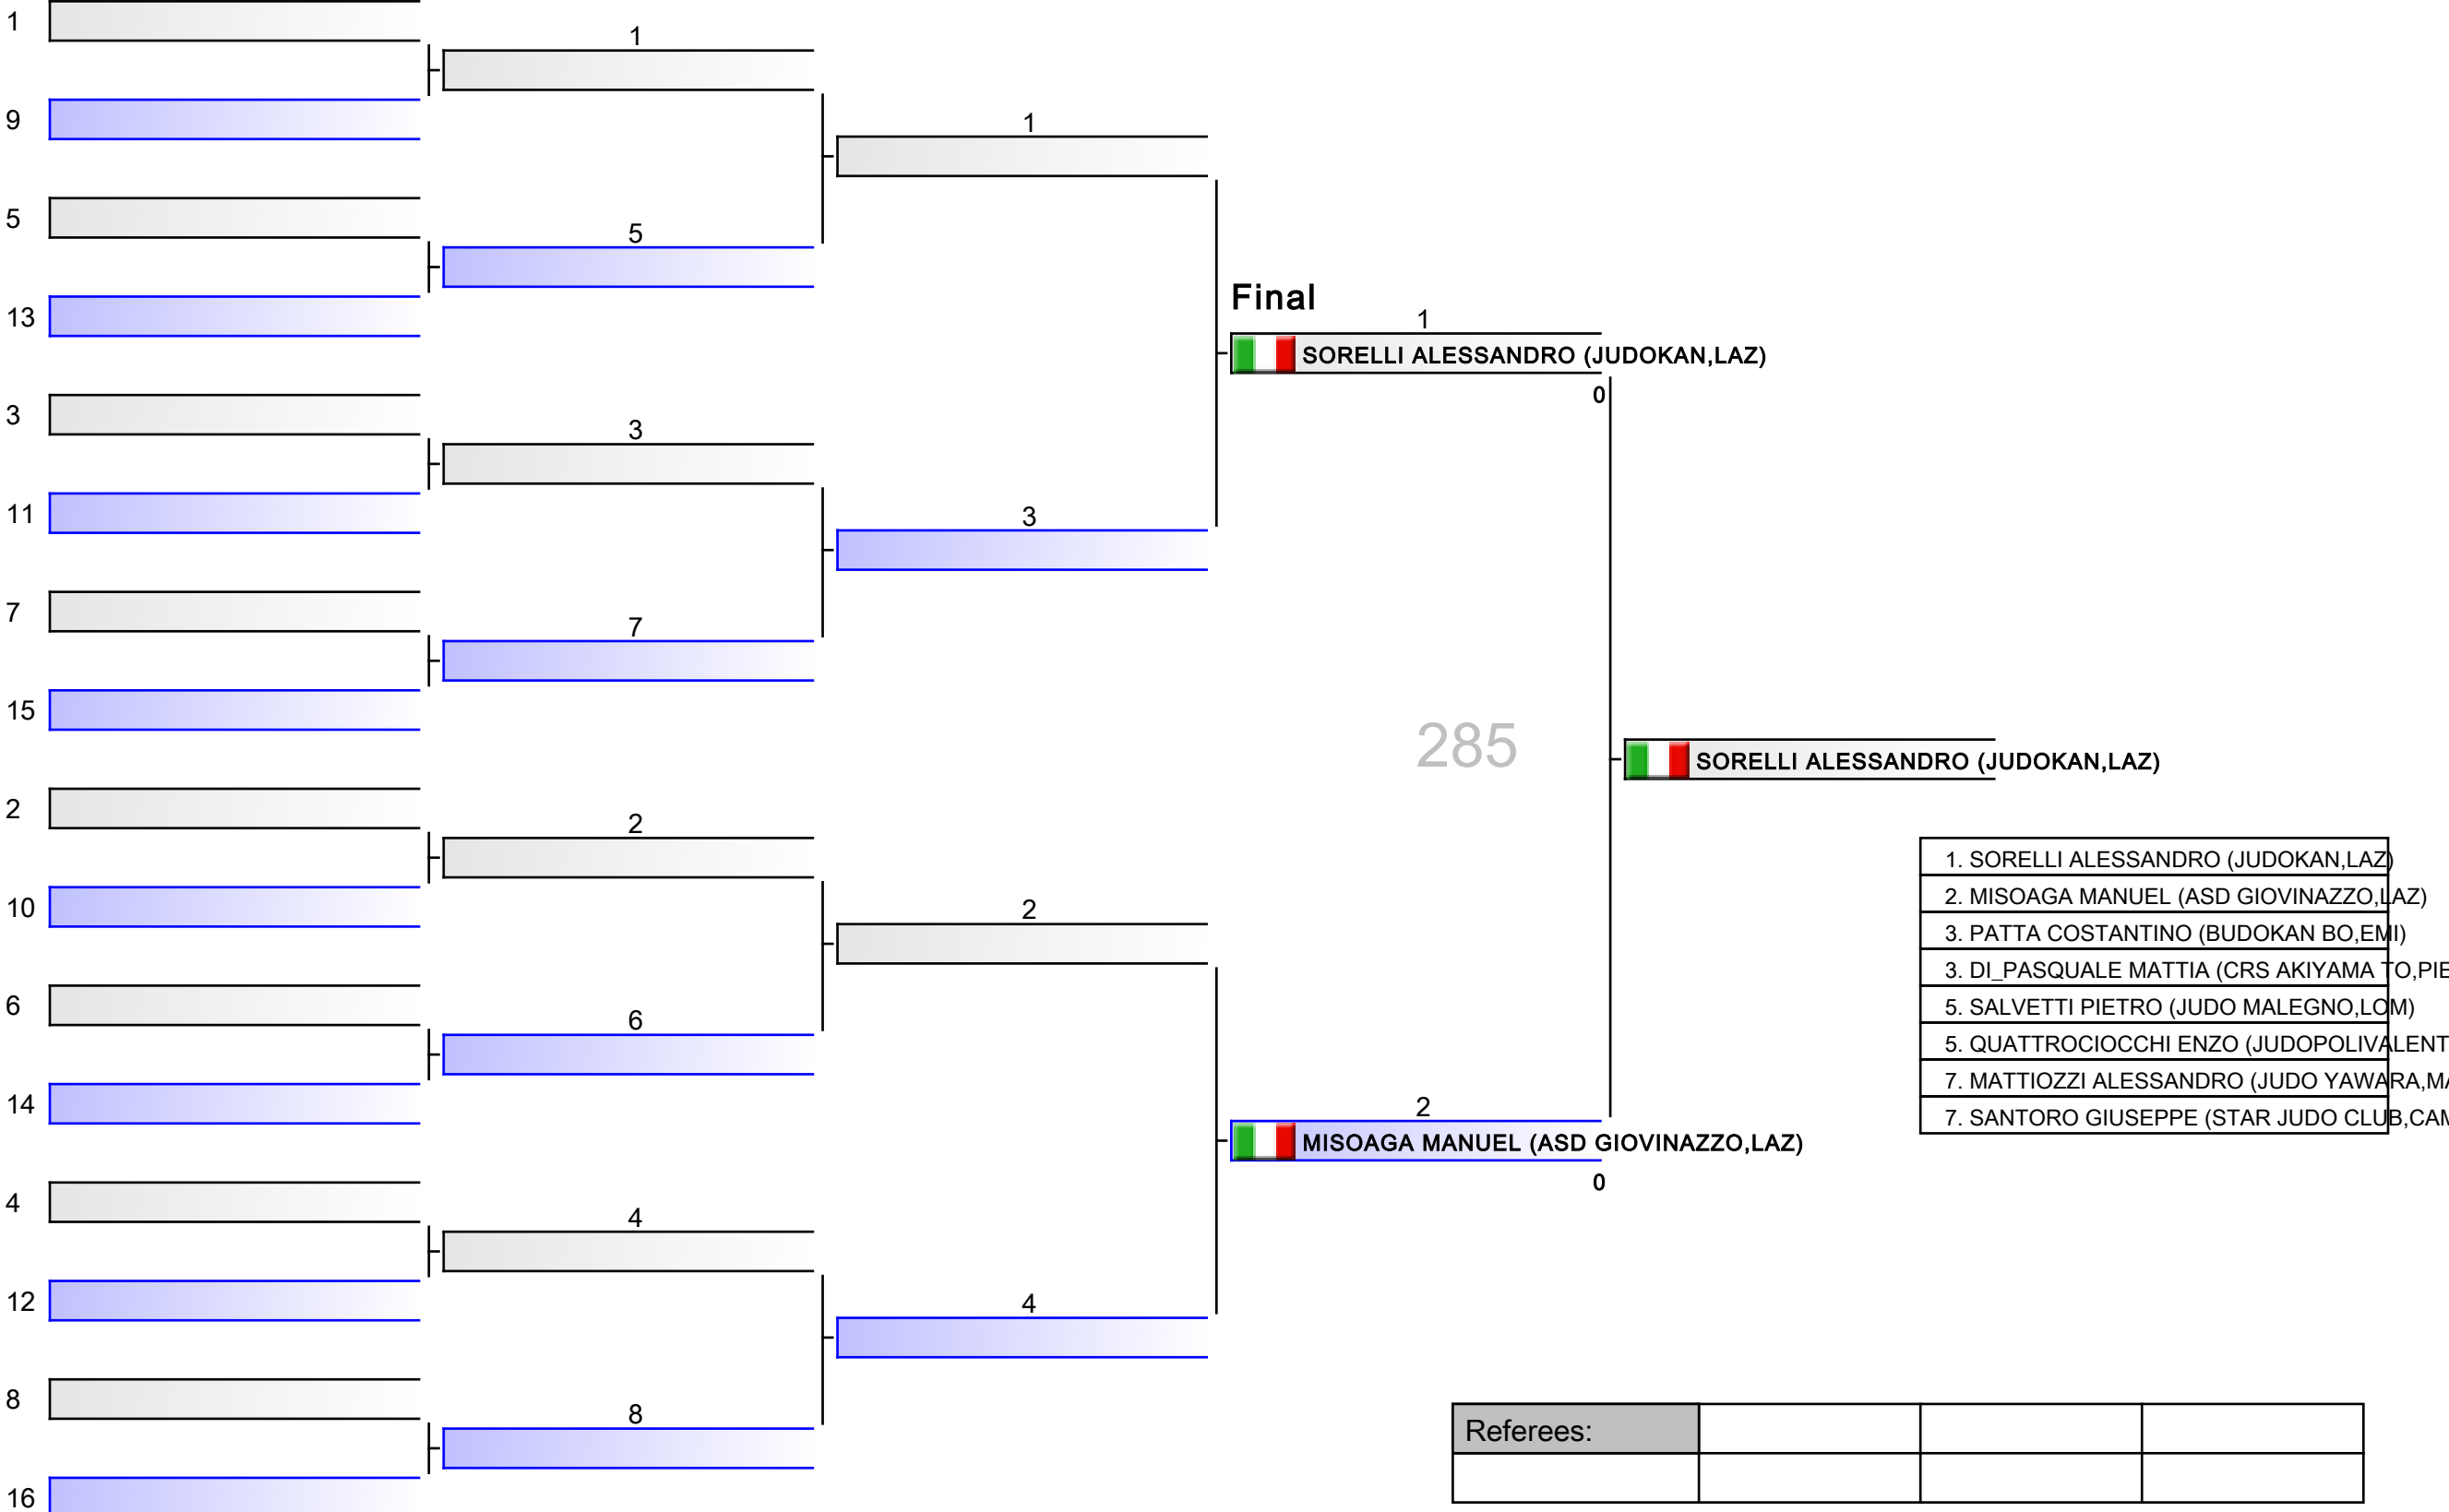 1
1
9
1
5
5
Final
13
1
SORELLI ALESSANDRO (JUDOKAN,LAZ)
0
3
3
11
3
7
7
15
285
SORELLI ALESSANDRO (JUDOKAN,LAZ)
2
2
10
2
6
6
14
2
MISOAGA MANUEL (ASD GIOVINAZZO,LAZ)
0
4
4
12
4
8
8
16
1. SORELLI ALESSANDRO (JUDOKAN,LAZ)
2. MISOAGA MANUEL (ASD GIOVINAZZO,LAZ)
3. PATTA COSTANTINO (BUDOKAN BO,EMI)
3. DI_PASQUALE MATTIA (CRS AKIYAMA TO,PIE
5. SALVETTI PIETRO (JUDO MALEGNO,LOM)
5. QUATTROCIOCCHI ENZO (JUDOPOLIVALENT
7. MATTIOZZI ALESSANDRO (JUDO YAWARA,MA
7. SANTORO GIUSEPPE (STAR JUDO CLUB,CAM
Referees: